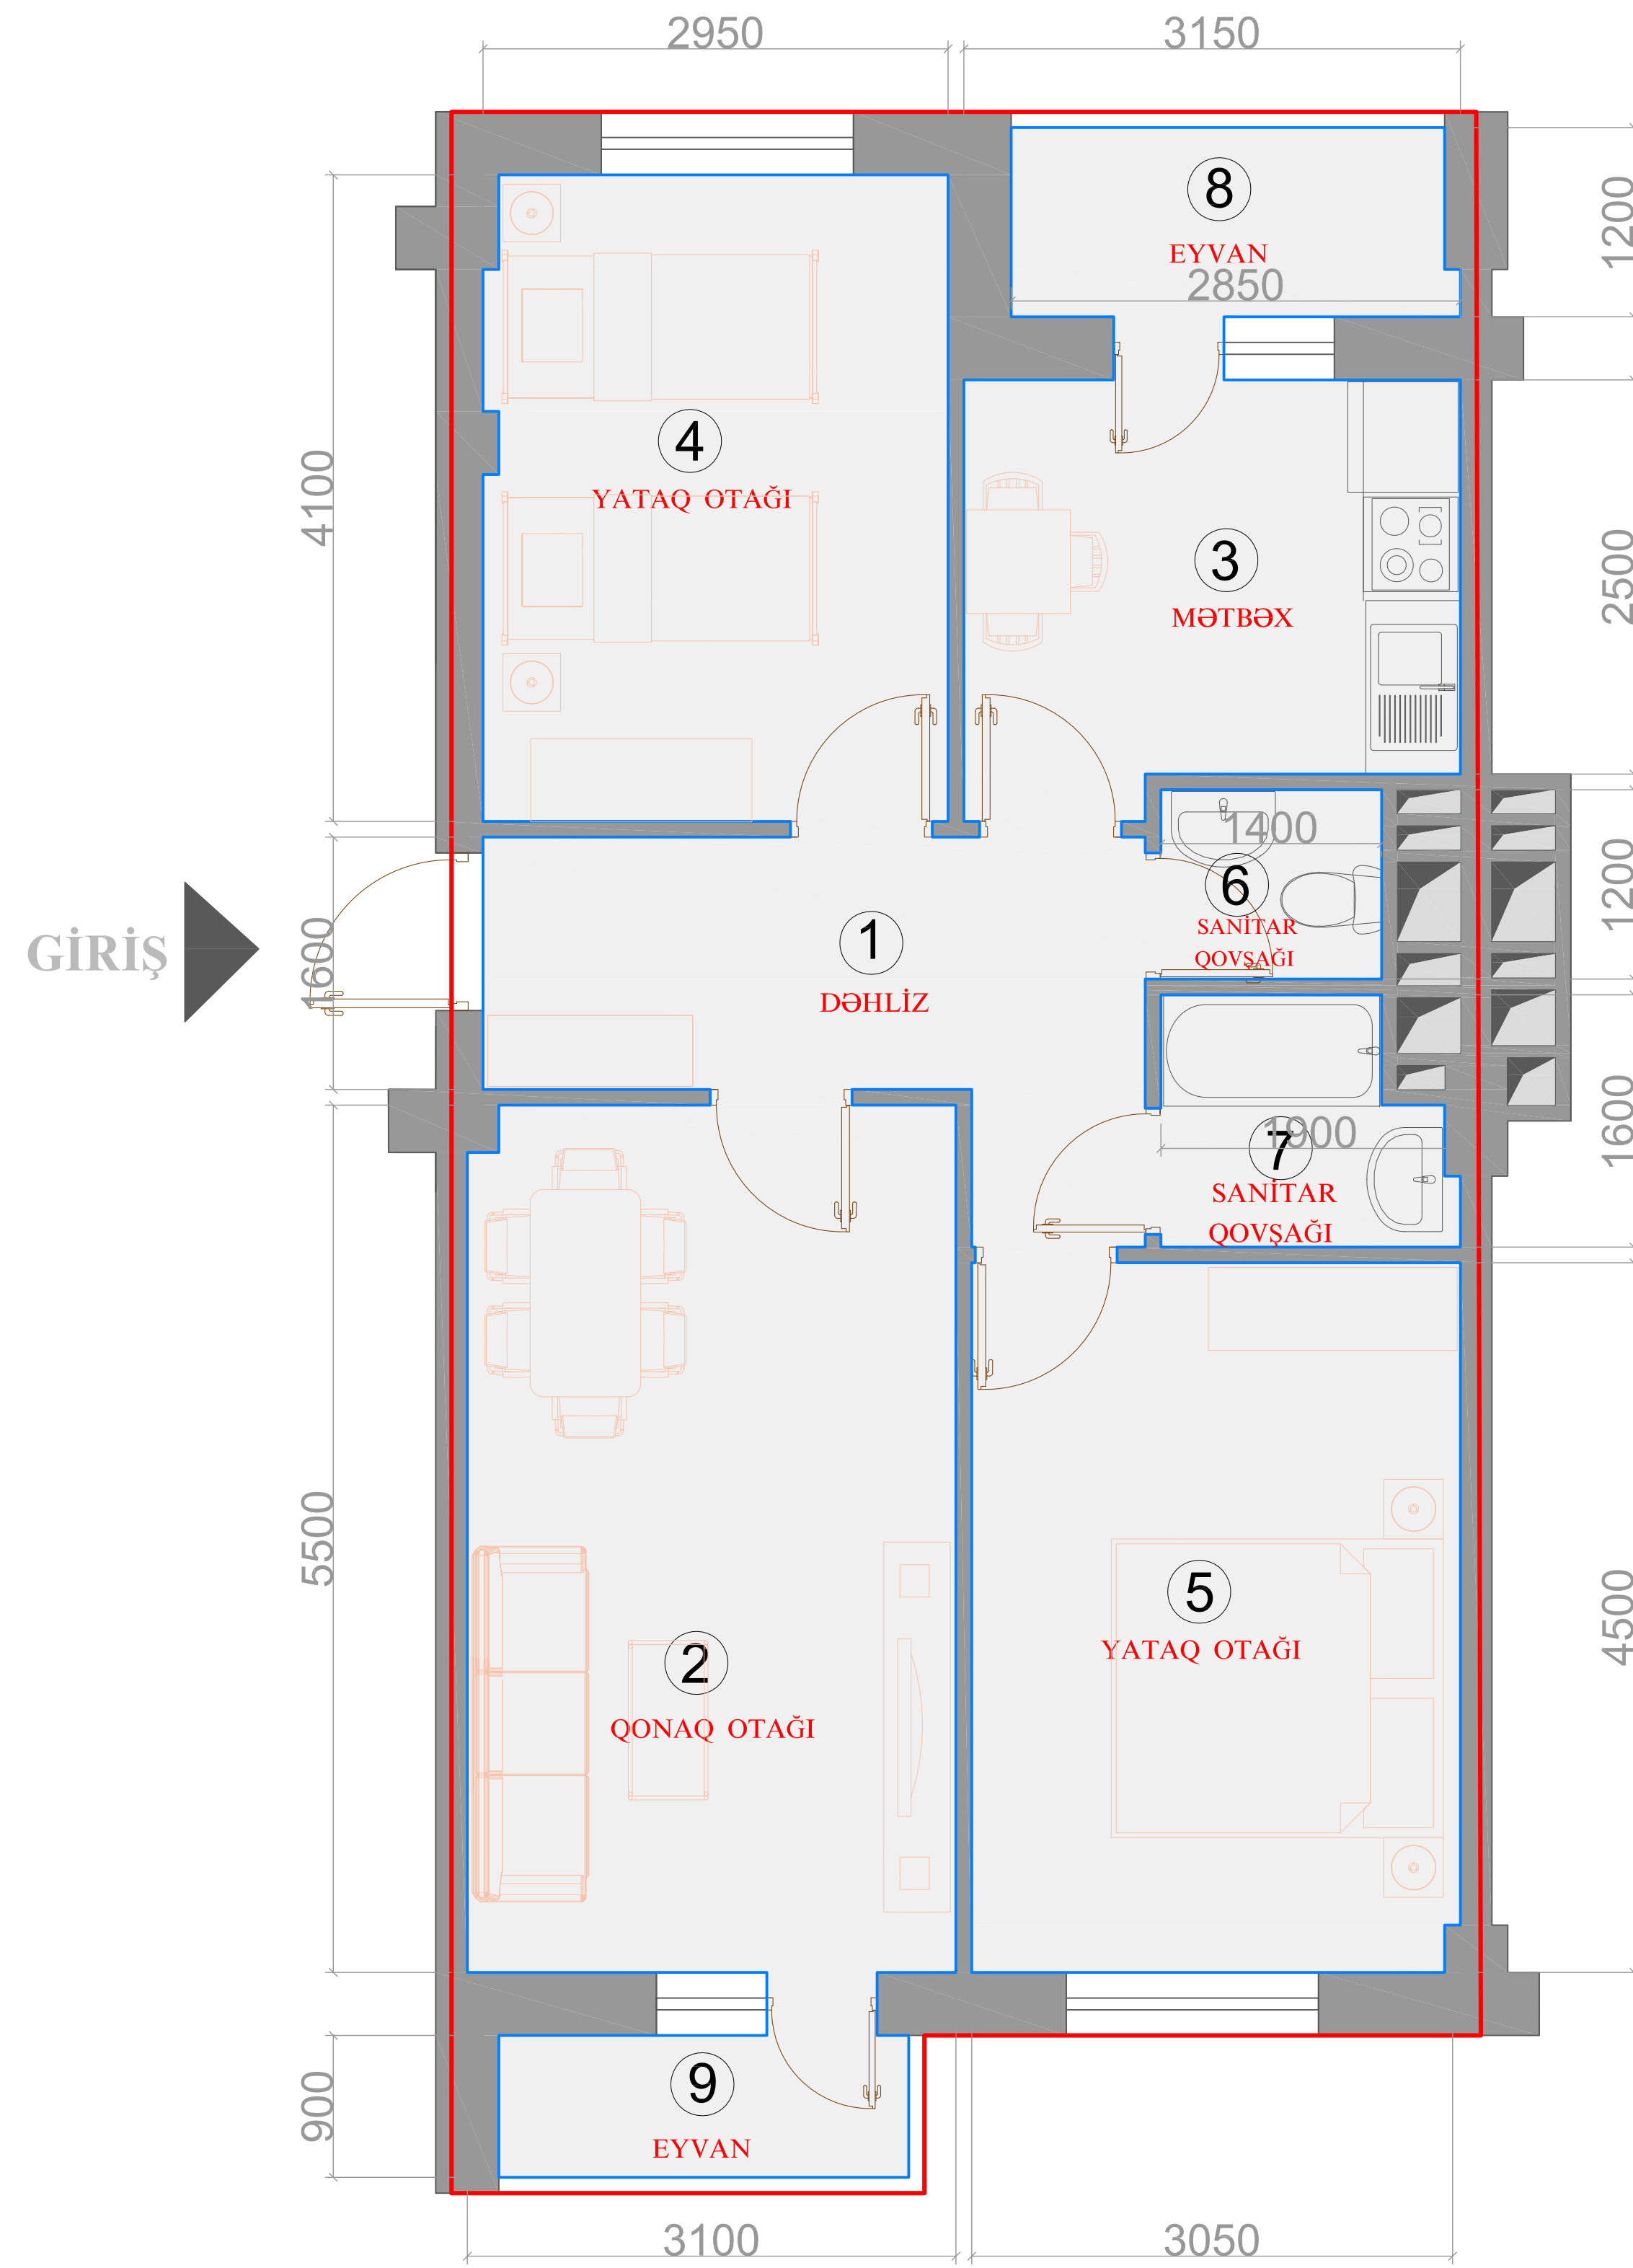 2950
3150
8
EYVAN
2850
1200
4
YATAQ OTAĞI
4100
3
MƏTBƏX
2500
1400
6
SANİTAR
QOVŞAĞI
1200
GİRİŞ
1600
1
DƏHLİZ
1900
7
SANİTAR
QOVŞAĞI
1600
5500
2
QONAQ OTAĞI
5
YATAQ OTAĞI
4500
900
9
EYVAN
3100
3050